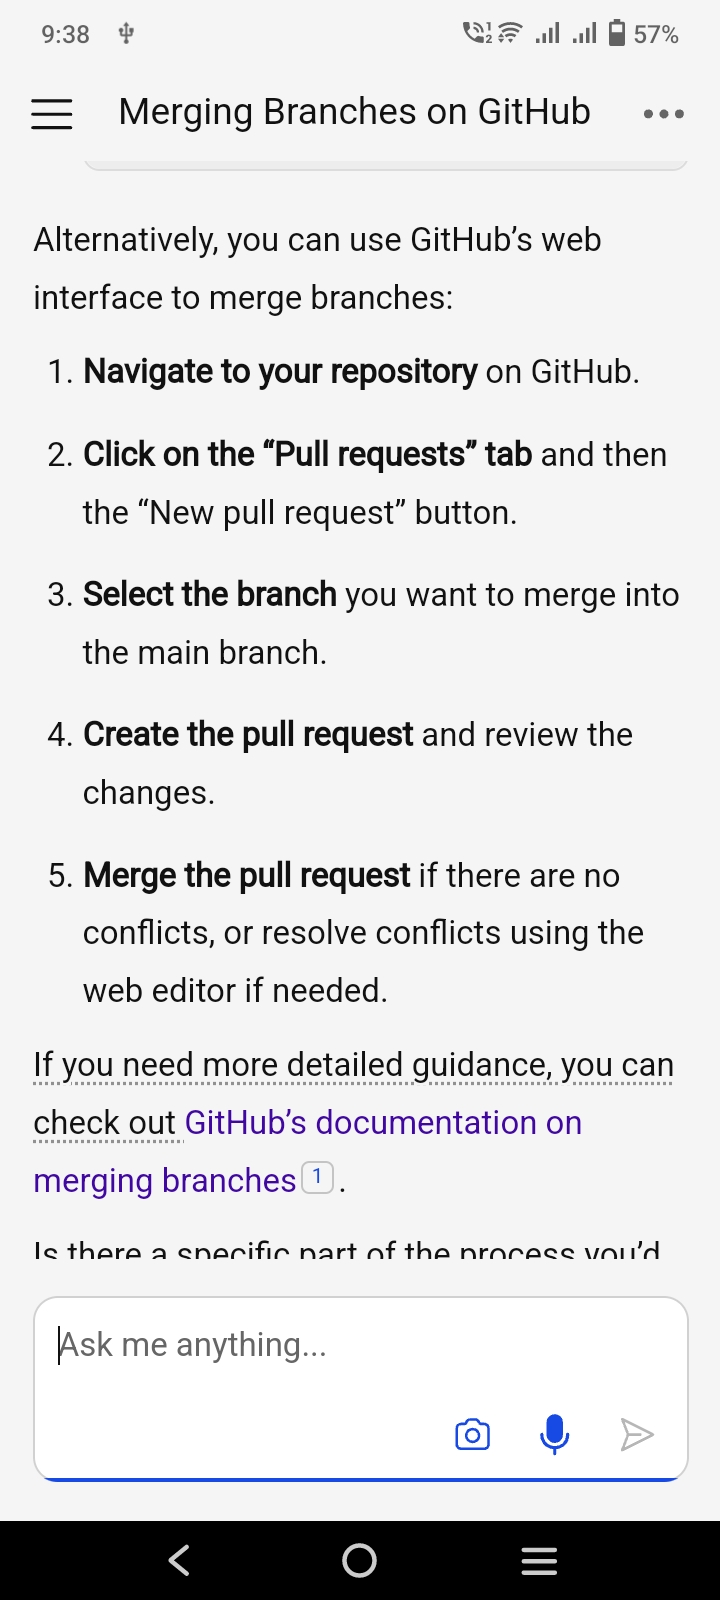 9:38 57%
Merging Branches on GitHub
Alternatively, you can use GitHub’s web
interface to merge branches:
1. Navigate to your repository on GitHub.
2. Click on the “Pull requests” tab and then
the “New pull request” button.
3. Select the branch you want to merge into
the main branch.
4. Create the pull request and review the
changes.
5. Merge the pull request if there are no
conflicts, or resolve conflicts using the
web editor if needed.
If you need more detailed guidance, you can
check out GitHub’s documentation on
merging branches 1 .
Is there a specific part of the process you’d
Ask me anything...